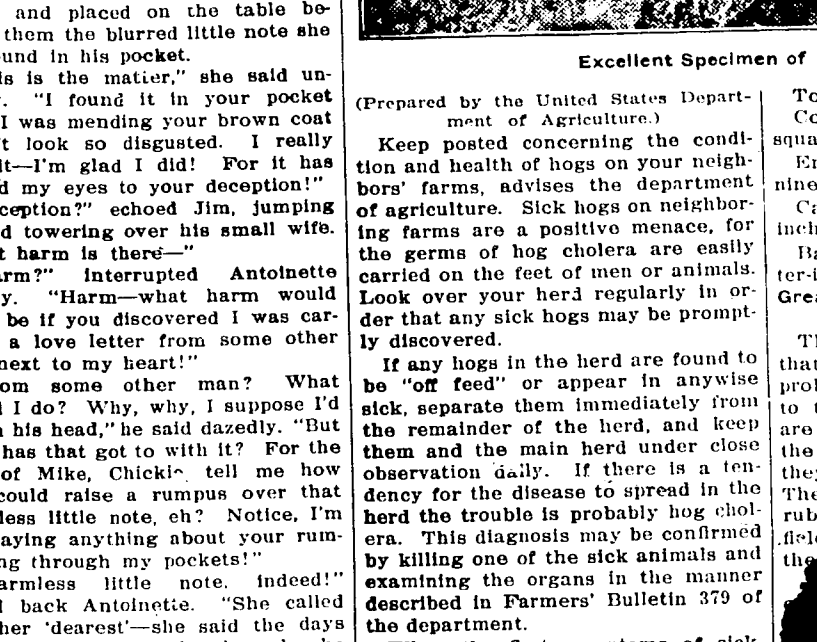 and placed on the table be-
them the blurred little note she
und in his pocket.
is is the matter," she said un-
"I found it in your pocket
I was mending your brown coat
't look so disgusted. I really
it—I'm glad I did! For it has
d my eyes to your deception!"
ception?" echoed Jim, jumping
d towering over his small wife.
t harm is there—"
arm?" interrupted Antoinette
y. "Harm—what harm would
be if you discovered I was car-
a love letter from some other
next to my heart!"
om some other man? What
I do? Why, why, I suppose I'd
his head," he said dazedly. "But
has that got to with it? For the
of Mike, Chicki tell me how
could raise a rumpus over that
less little note, eh? Notice, I'm
aying anything about your rum-
ng through my pockets!"
armless little note, indeed!"
back Antoinette. "She called
her 'dearest'—she said the days
Excellent Specimen of
(Prepared by the United States Depart-
ment of Agriculture.)
Keep posted concerning the condi-
tion and health of hogs on your neigh-
bors' farms, advises the department
of agriculture. Sick hogs on neighbor-
ing farms are a positive menace, for
the germs of hog cholera are easily
carried on the feet of men or animals.
Look over your herd regularly in or-
der that any sick hogs may be prompt-
ly discovered.
If any hogs in the herd are found to
be "off feed" or appear in anywise
sick, separate them immediately from
the remainder of the herd, and keep
them and the main herd under close
observation daily. If there is a ten-
dency for the disease to spread in the
herd the trouble is probably hog chol-
era. This diagnosis may be confirmed
by killing one of the sick animals and
examining the organs in the manner
described in Farmers' Bulletin 379 of
the department.
To
Co
squa
En
nine
Ca
inch
Ba
ter-i
Grea
Th
that
prol
to t
are
the
they
The
rub
field
the